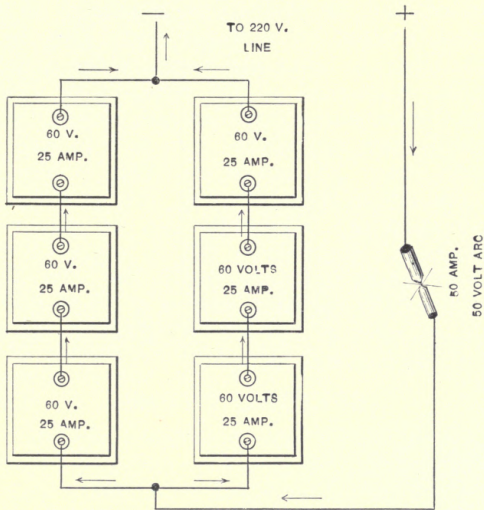 — +
TO 220 V.
LINE
60 V.
25 AMP.
60 V.
25 AMP.
60 V.
25 AMP.
60 VOLTS
25 AMP.
60 V.
25 AMP.
60 VOLTS
25 AMP.
50 AMP.
50 VOLT ARC